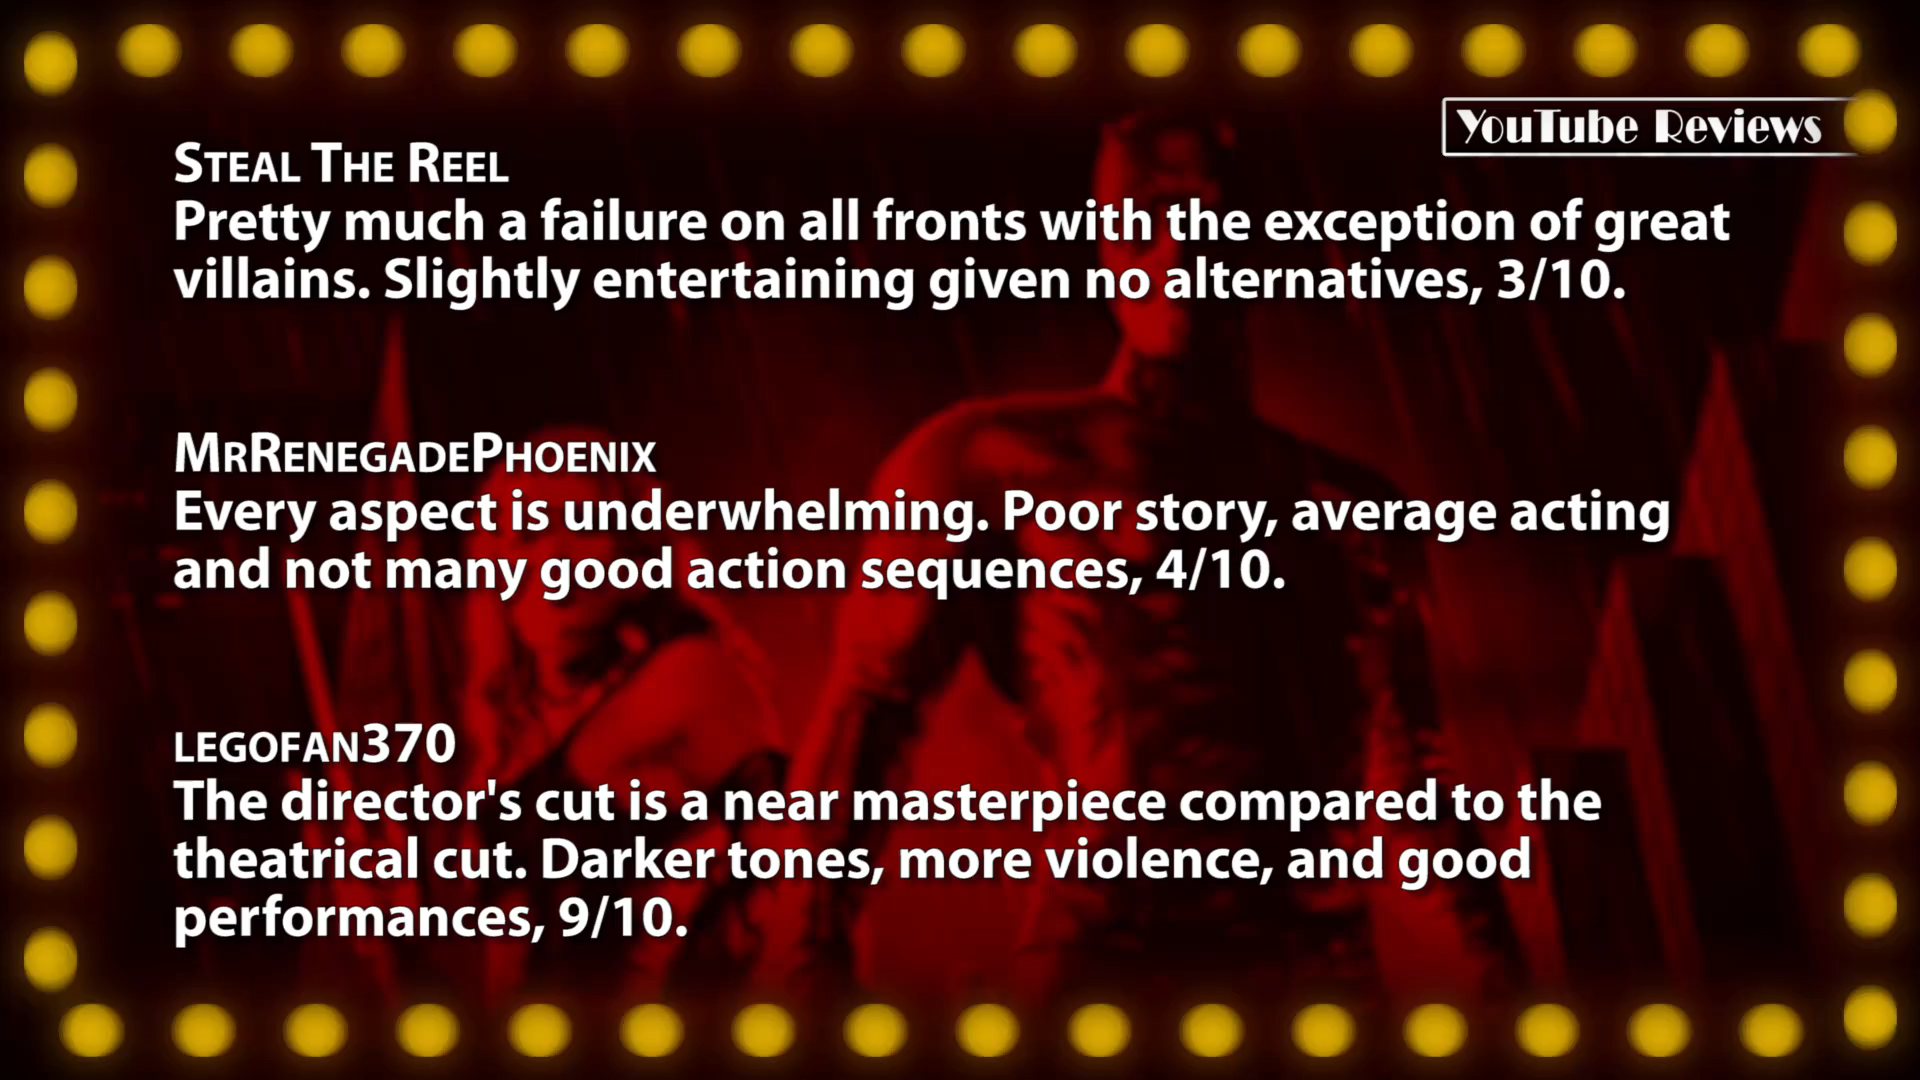 YouTube Reviews
Steal The Reel
Pretty much a failure on all fronts with the exception of great
villains. Slightly entertaining given no alternatives, 3/10.
MrRenegadePhoenix
Every aspect is underwhelming. Poor story, average acting
and not many good action sequences, 4/10.
legofan370
The director's cut is a near masterpiece compared to the
theatrical cut. Darker tones, more violence, and good
performances, 9/10.